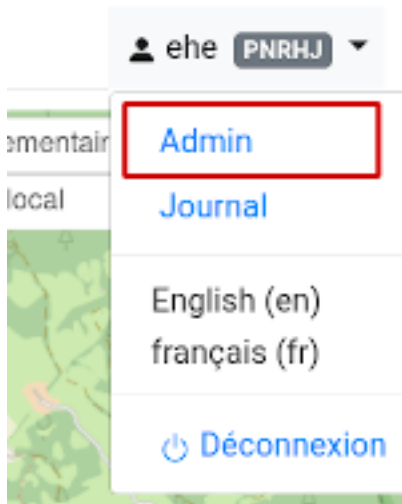 ehe PNRHJ
ementair
Admin
local
Journal
English (en)
français (fr)
Déconnexion